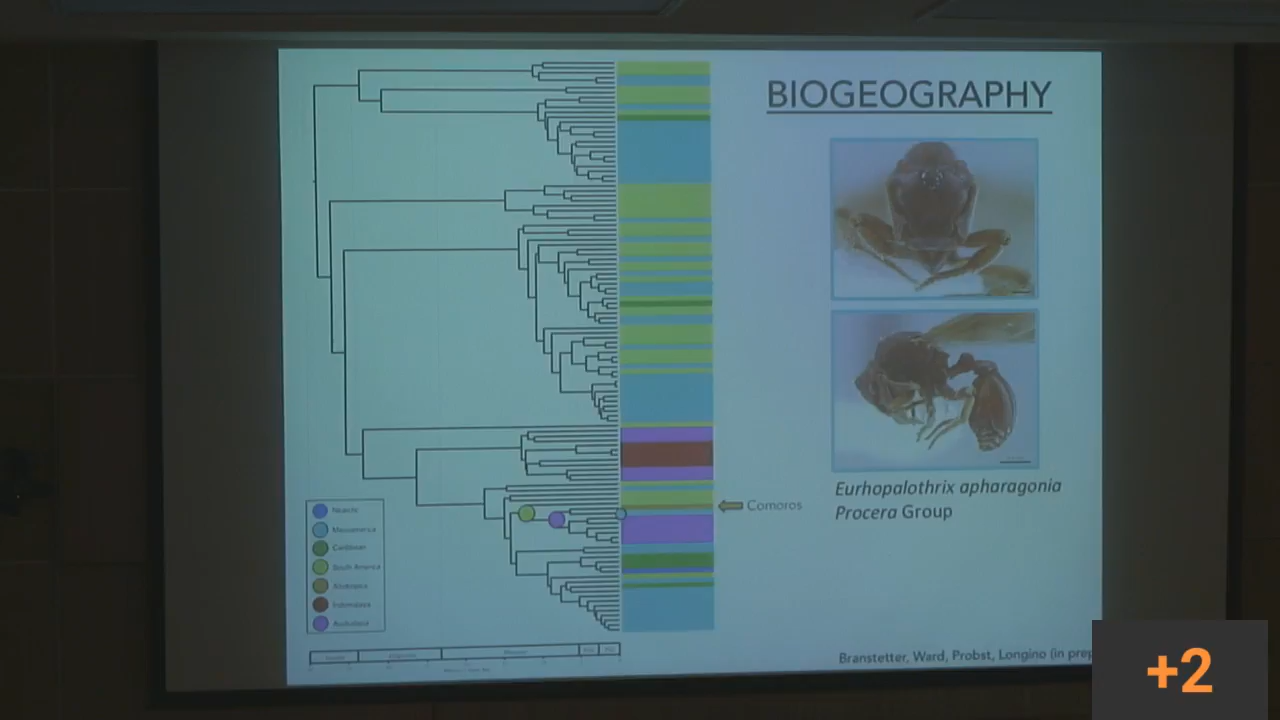 BIOGEOGRAPHY
Eurhopalothrix apharagonia
Procera Group
Comoros
Nearctic
Mesoamerica
Caribbean
South America
Afrotropics
Indomalaya
Australasia
Branstetter, Ward, Probst, Longino (in prep
+2